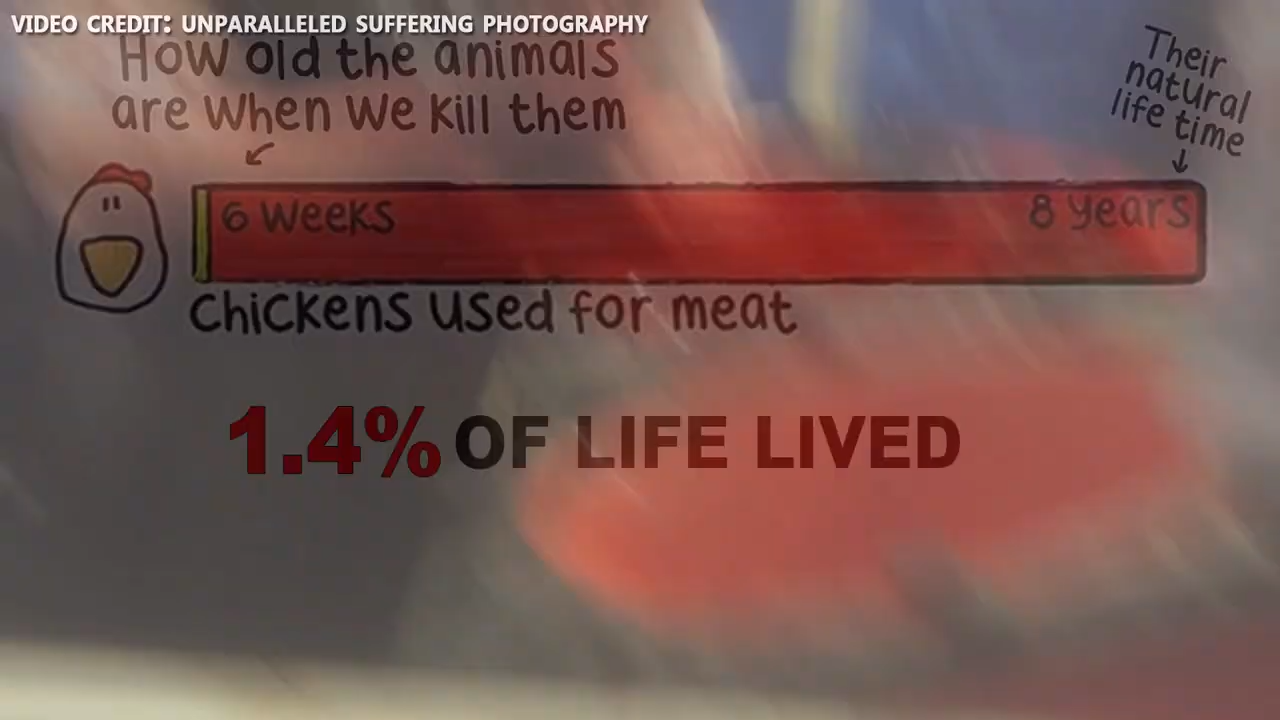 VIDEO CREDIT: UNPARALLELED SUFFERING PHOTOGRAPHY
How old the animals
are when we kill them
Their
natural
life time
6 weeks
8 years
chickens used for meat
1.4% OF LIFE LIVED